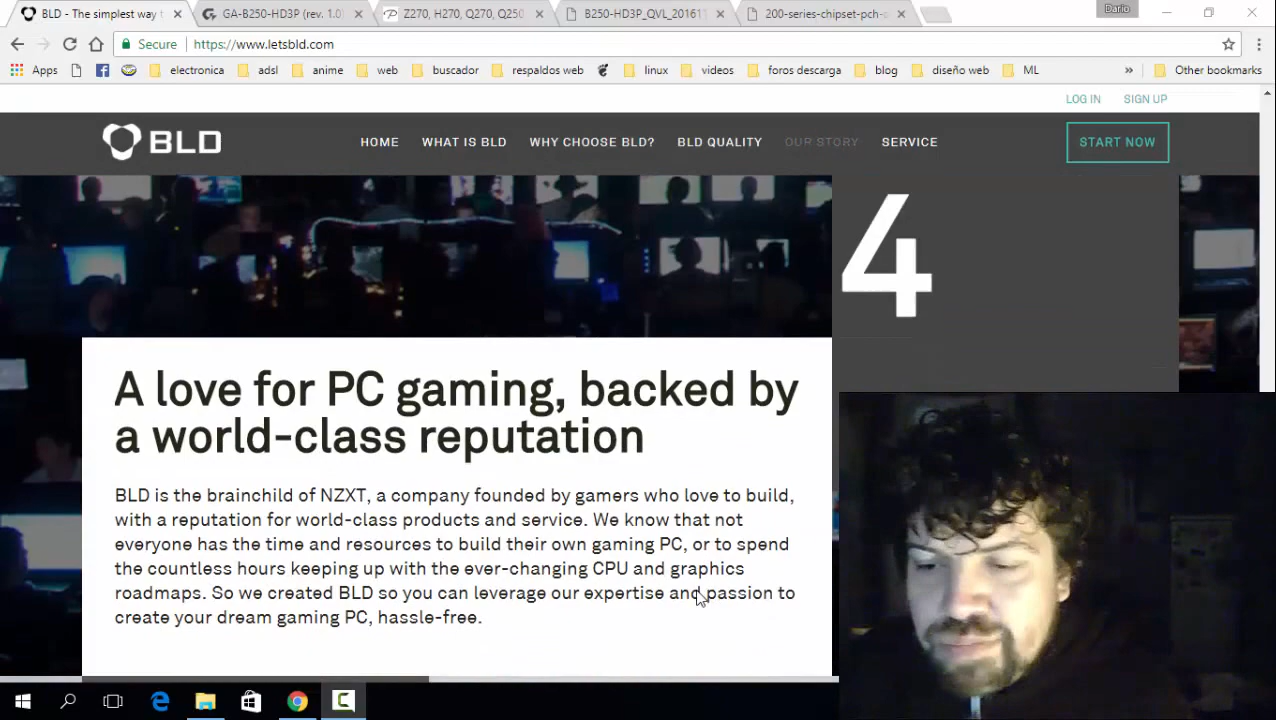 Dario
BLD - The simplest way t
GA-B250-HD3P (rev. 1.0)
Z270, H270, Q270, Q250
B250-HD3P_QVL_201611
200-series-chipset-pch-
Secure
https://www.letsbld.com
Apps
electronica
adsl
anime
web
buscador
respaldos web
linux
videos
foros descarga
blog
diseño web
ML
»
Other bookmarks
LOG IN
SIGN UP
BLD
HOME
WHAT IS BLD
WHY CHOOSE BLD?
BLD QUALITY
OUR STORY
SERVICE
START NOW
4
A love for PC gaming, backed by
a world-class reputation
BLD is the brainchild of NZXT, a company founded by gamers who love to build,
with a reputation for world-class products and service. We know that not
everyone has the time and resources to build their own gaming PC, or to spend
the countless hours keeping up with the ever-changing CPU and graphics
roadmaps. So we created BLD so you can leverage our expertise and passion to
create your dream gaming PC, hassle-free.